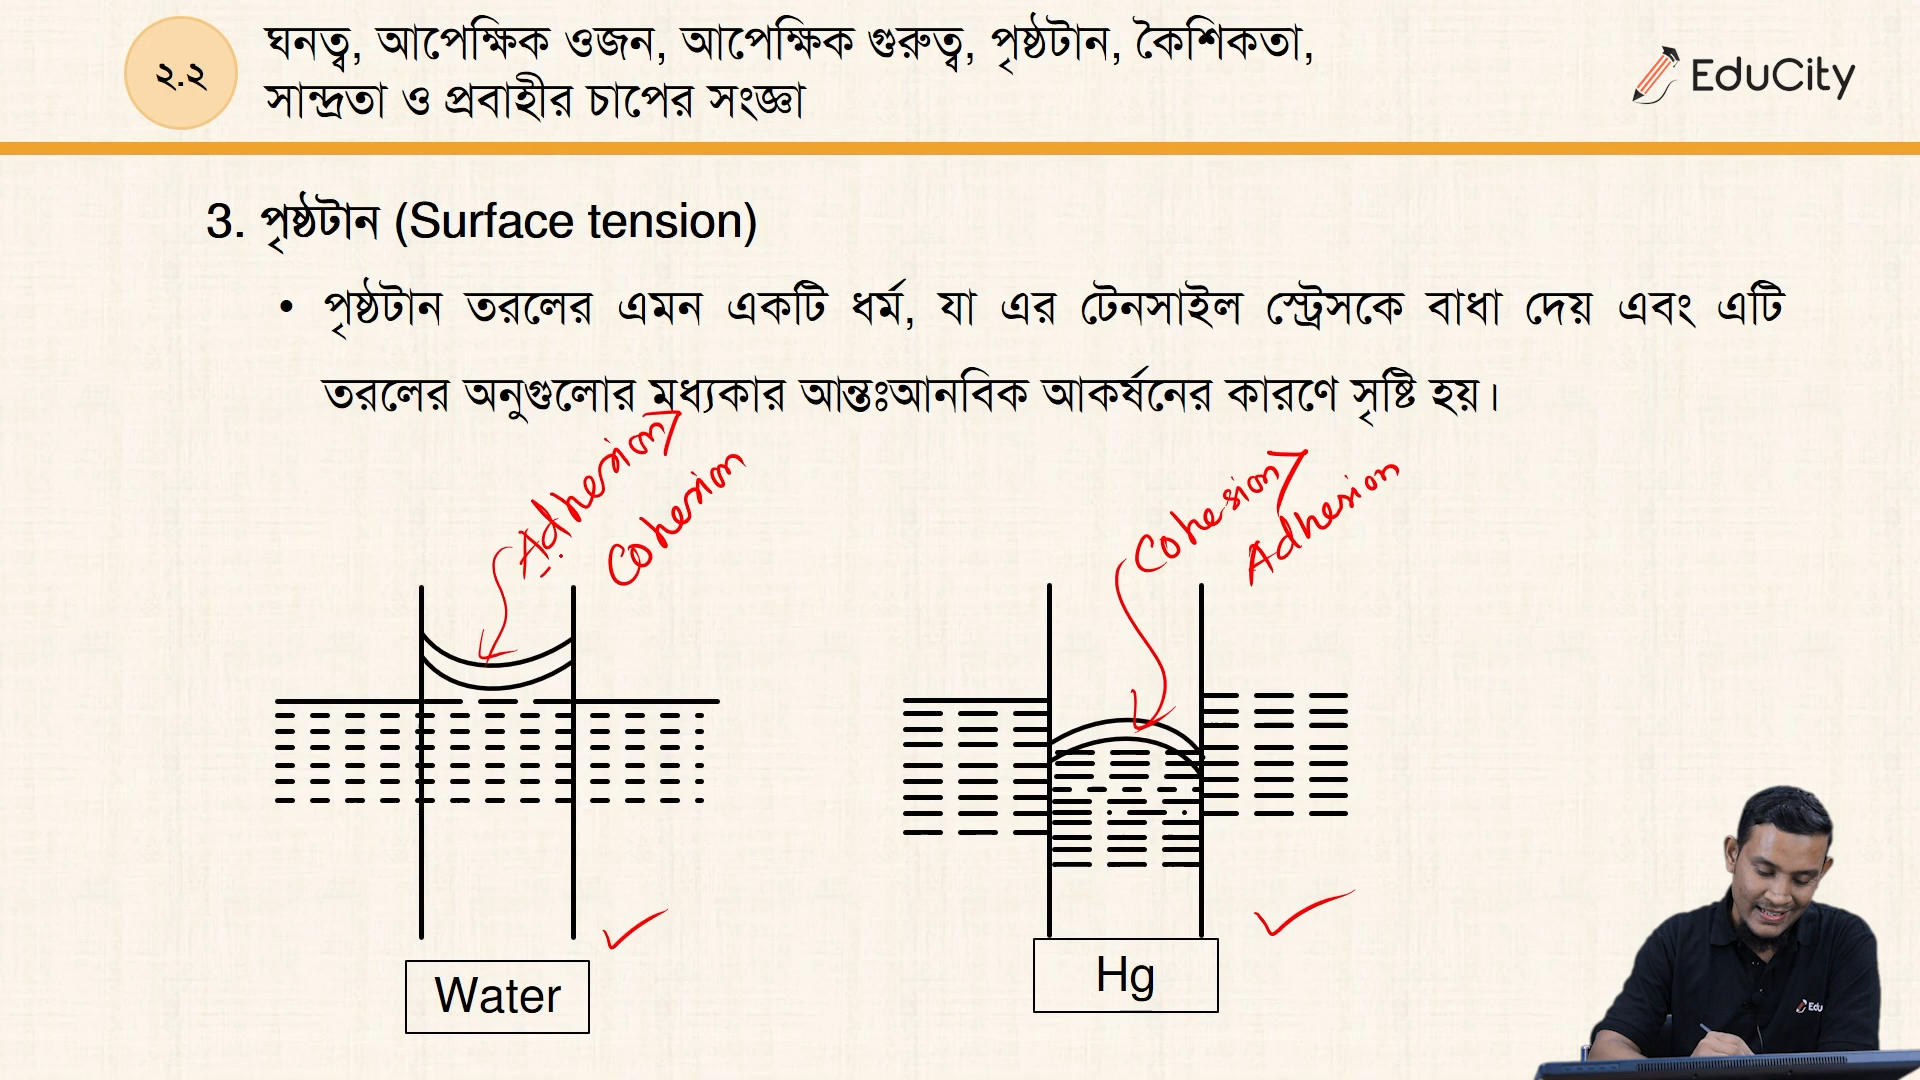 ২.২
ঘনত্ব, আপেক্ষিক ওজন, আপেক্ষিক গুরুত্ব, পৃষ্ঠটান, কৈশিকতা,
সান্দ্রতা ও প্রবাহীর চাপের সংজ্ঞা
EduCity
3. পৃষ্ঠটান (Surface tension)
• পৃষ্ঠটান তরলের এমন একটি ধর্ম, যা এর টেনসাইল স্ট্রেসকে বাধা দেয় এবং এটি
তরলের অনুগুলোর মধ্যকার আন্তঃআনবিক আকর্ষনের কারণে সৃষ্টি হয়।
Adhesion >
Cohesion
Cohesion >
Adhesion
Water
Hg
Edu